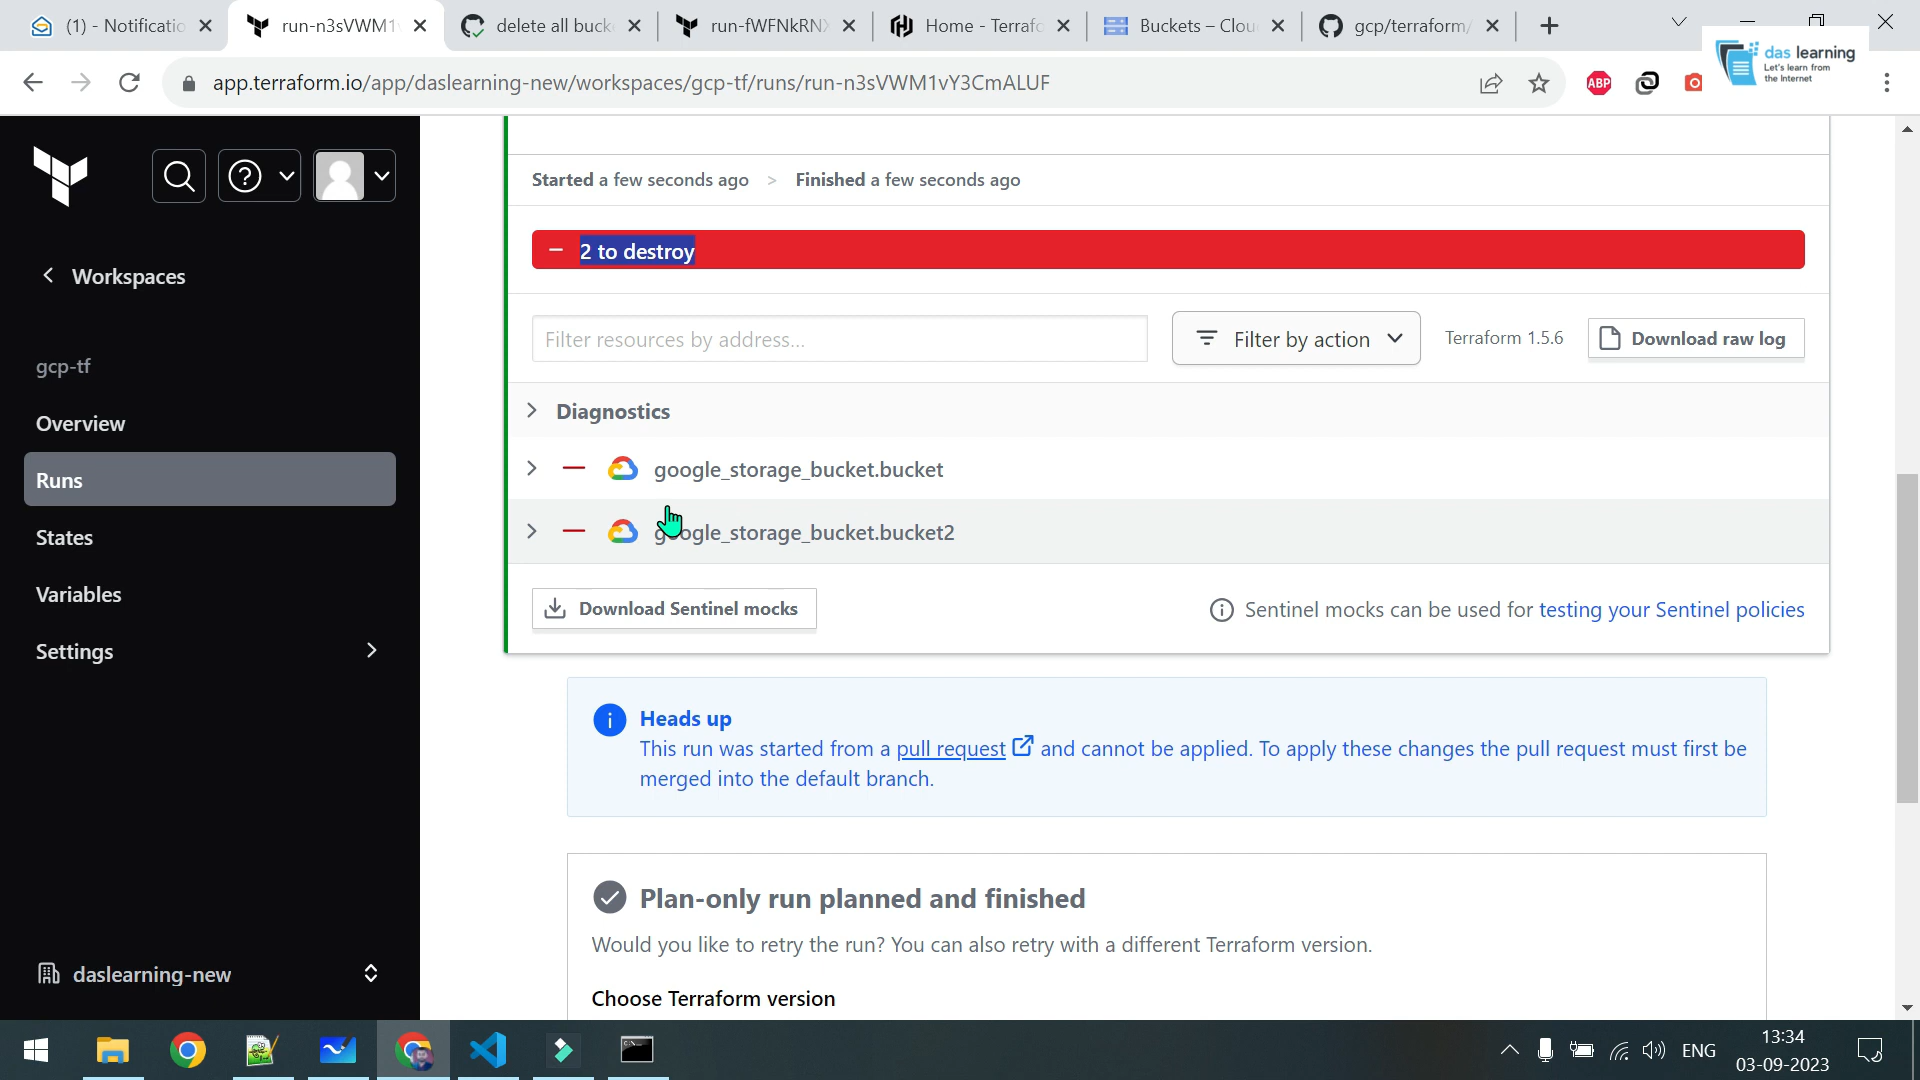 (1) - Notificatio
run-n3sVWM1
delete all buck
run-fWFNkRNX
Home - Terrafo
Buckets – Clou
gcp/terraform/
das learning
Let's learn from
the Internet
app.terraform.io/app/daslearning-new/workspaces/gcp-tf/runs/run-n3sVWM1vY3CmALUF
ABP
Workspaces
gcp-tf
Overview
Runs
States
Variables
Settings
daslearning-new
Started a few seconds ago > Finished a few seconds ago
2 to destroy
Filter resources by address...
Filter by action
Terraform 1.5.6
Download raw log
Diagnostics
google_storage_bucket.bucket
google_storage_bucket.bucket2
Download Sentinel mocks
Sentinel mocks can be used for testing your Sentinel policies
Heads up
This run was started from a pull request and cannot be applied. To apply these changes the pull request must first be
merged into the default branch.
Plan-only run planned and finished
Would you like to retry the run? You can also retry with a different Terraform version.
Choose Terraform version
ENG
13:34
03-09-2023